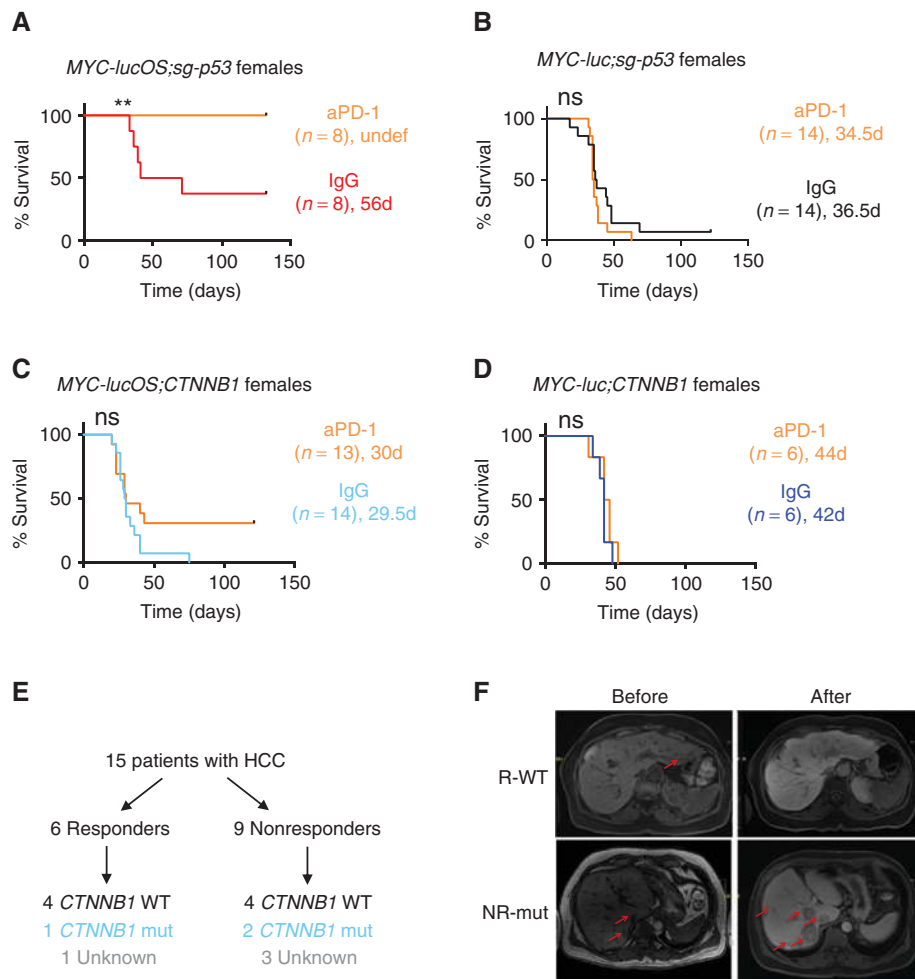 A
MYC-lucOS;sg-p53 females
**
100
50
0
% Survival
0 50 100 150
Time (days)
aPD-1
(n = 8), undef
IgG
(n = 8), 56d
B
MYC-luc;sg-p53 females
ns
100
50
0
% Survival
0 50 100 150
Time (days)
aPD-1
(n = 14), 34.5d
IgG
(n = 14), 36.5d
C
MYC-lucOS;CTNNB1 females
ns
100
50
0
% Survival
0 50 100 150
Time (days)
aPD-1
(n = 13), 30d
IgG
(n = 14), 29.5d
D
MYC-luc;CTNNB1 females
ns
100
50
0
% Survival
0 50 100 150
Time (days)
aPD-1
(n = 6), 44d
IgG
(n = 6), 42d
E
15 patients with HCC
6 Responders 9 Nonresponders
4 CTNNB1 WT 4 CTNNB1 WT
1 CTNNB1 mut 2 CTNNB1 mut
1 Unknown 3 Unknown
F
Before After
R-WT
NR-mut